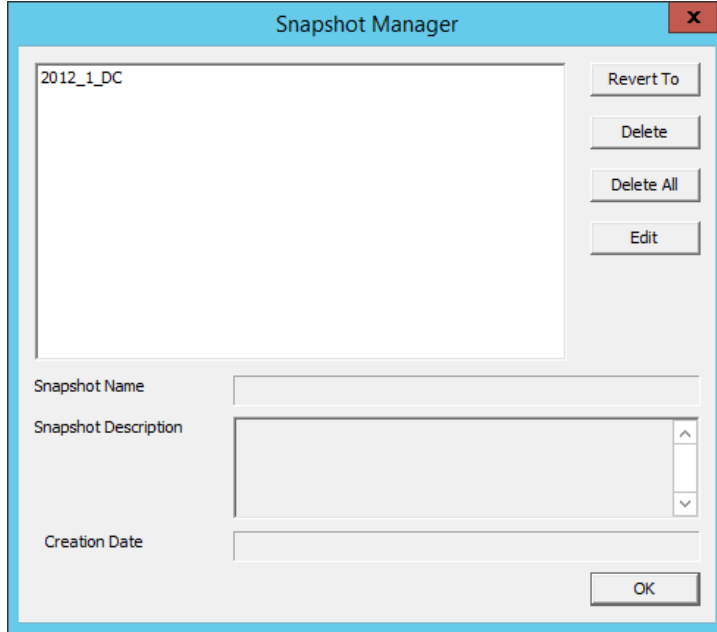 Snapshot Manager
x
2012_1_DC
Revert To
Delete
Delete All
Edit
Snapshot Name
Snapshot Description
Creation Date
OK